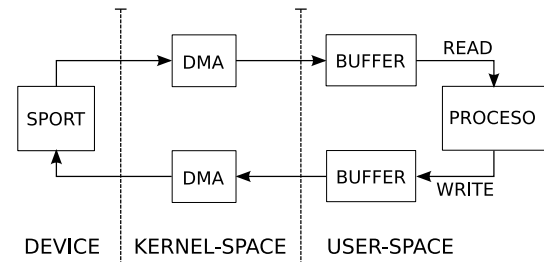 READ
DMA
BUFFER
SPORT
PROCESO
DMA
BUFFER
WRITE
DEVICE
KERNEL-SPACE
USER-SPACE